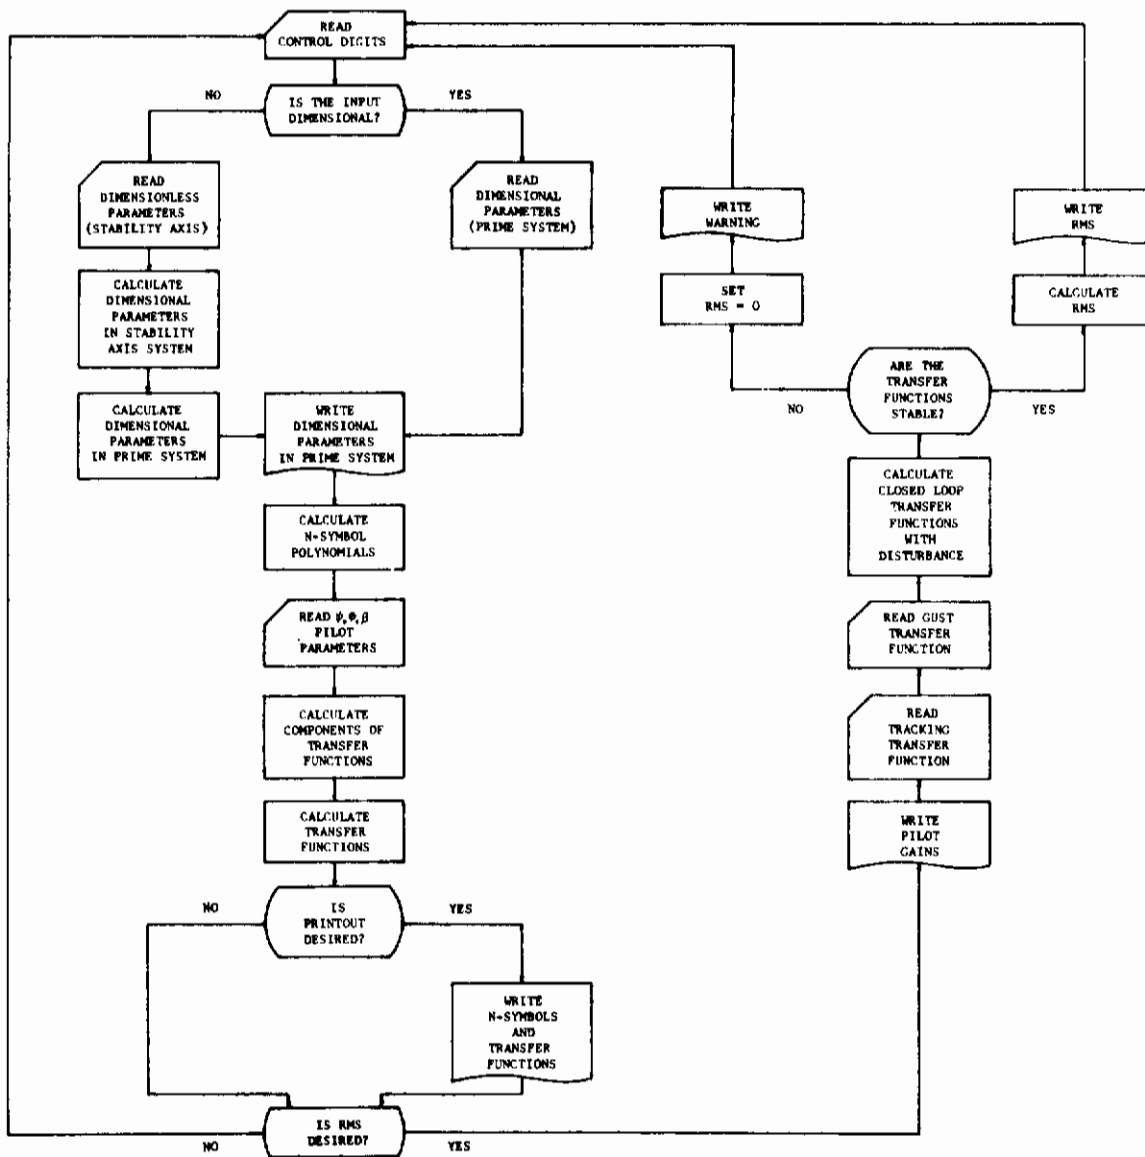 READ
CONTROL DIGITS
NO
IS THE INPUT
DIMENSIONAL?
YES
READ
DIMENSIONLESS
PARAMETERS
(STABILITY AXIS)
READ
DIMENSIONAL
PARAMETERS
(PRIME SYSTEM)
CALCULATE
DIMENSIONAL
PARAMETERS
IN STABILITY
AXIS SYSTEM
CALCULATE
DIMENSIONAL
PARAMETERS
IN PRIME SYSTEM
WRITE
DIMENSIONAL
PARAMETERS
IN PRIME SYSTEM
CALCULATE
N-SYMBOL
POLYNOMIALS
READ ψ,Φ,β
PILOT
PARAMETERS
CALCULATE
COMPONENTS OF
TRANSFER
FUNCTIONS
CALCULATE
TRANSFER
FUNCTIONS
NO
IS
PRINTOUT
DESIRED?
YES
WRITE
N-SYMBOLS
AND
TRANSFER
FUNCTIONS
NO
IS RMS
DESIRED?
YES
WRITE
PILOT
GAINS
READ
TRACKING
TRANSFER
FUNCTION
READ GUST
TRANSFER
FUNCTION
CALCULATE
CLOSED LOOP
TRANSFER
FUNCTIONS
WITH
DISTURBANCE
NO
ARE THE
TRANSFER
FUNCTIONS
STABLE?
YES
SET
RMS = 0
WRITE
WARNING
CALCULATE
RMS
WRITE
RMS